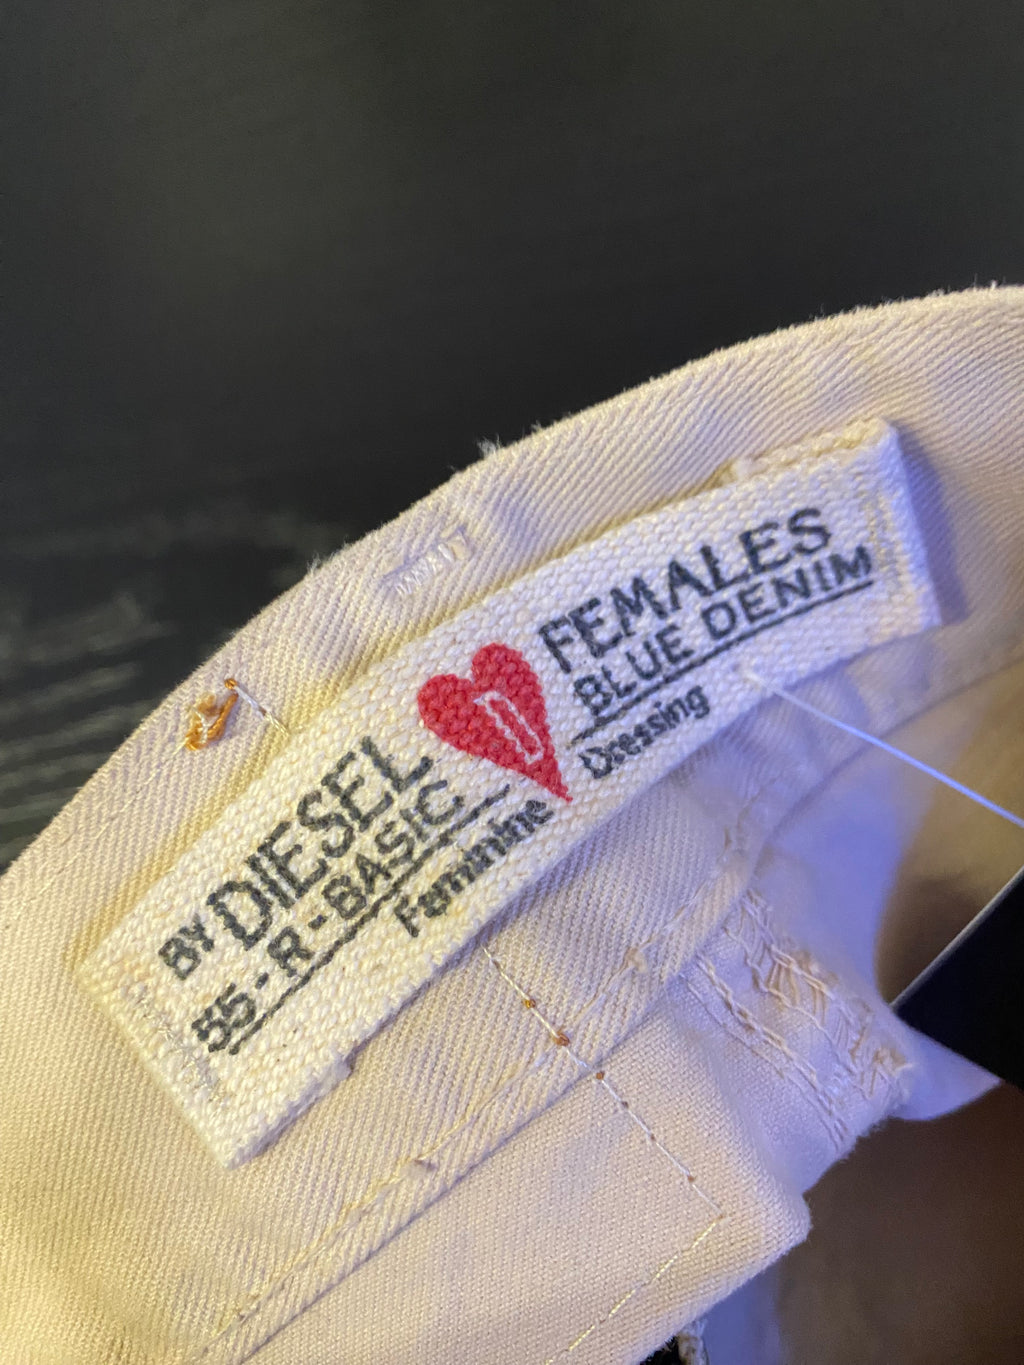 BY DIESEL
55-R-BASIC
Feminine
D
FEMALES
BLUE DENIM
Dressing